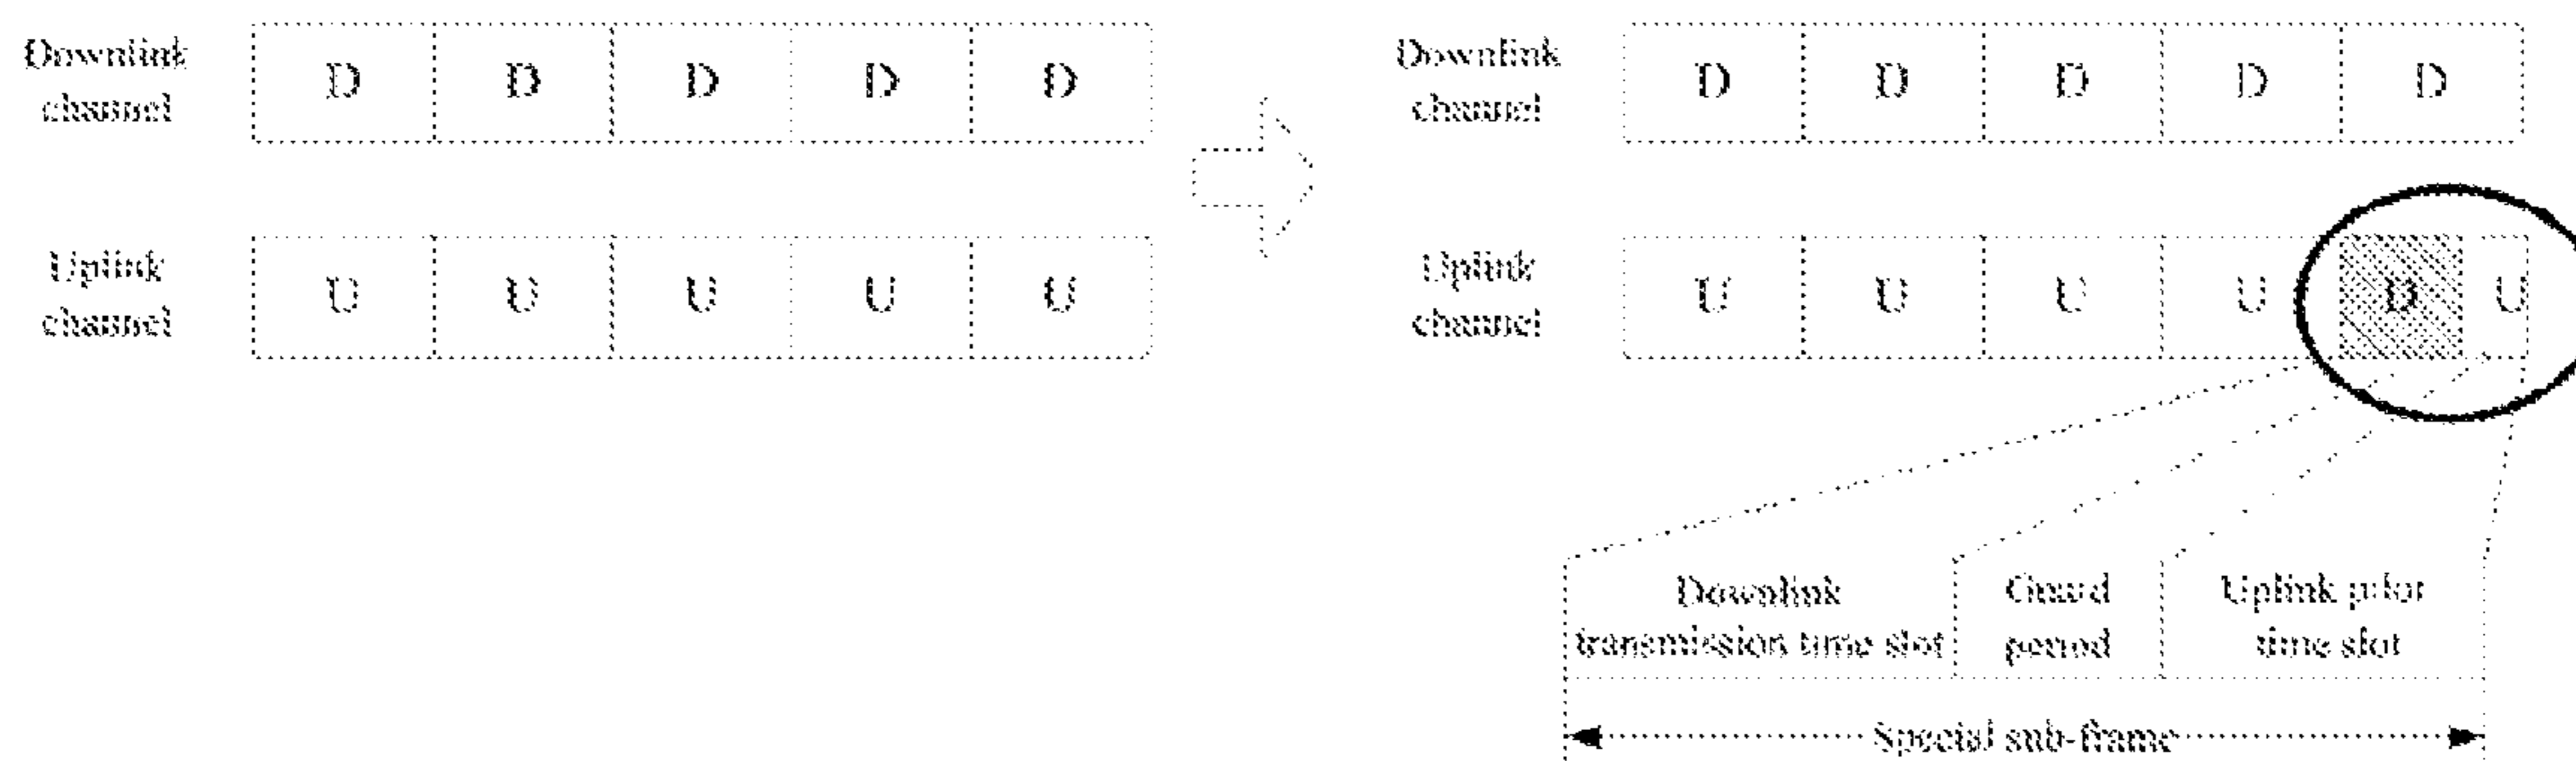 Downlink
channel
D D D D D
Uplink
channel
U U U U U
Downlink
channel
D D D D D
Uplink
channel
U U U U D U
Downlink
transmission time slot
Guard
period
Uplink pilot
time slot
Special sub-frame